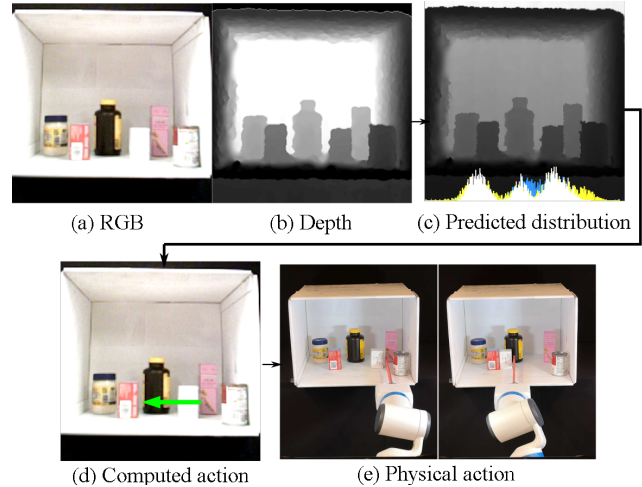 (a) RGB
(b) Depth
(c) Predicted distribution
(d) Computed action
(e) Physical action